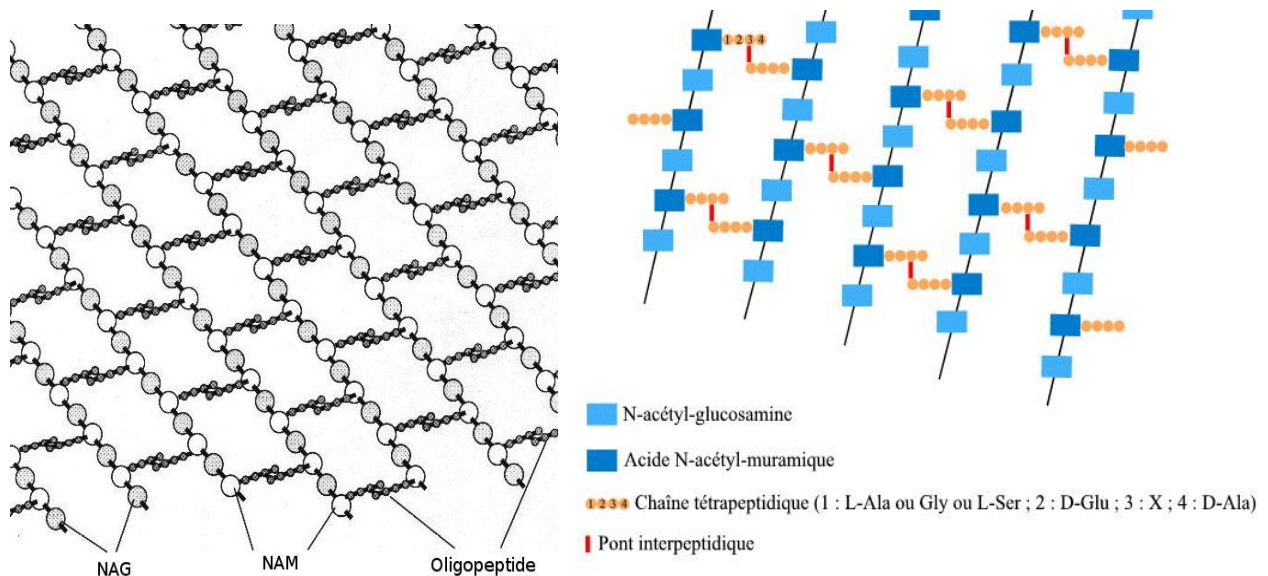 NAG
NAM
Oligopeptide
1 2 3 4
N-acétyl-glucosamine
Acide N-acétyl-muramique
1 2 3 4 Chaîne tétrapeptidique (1 : L-Ala ou Gly ou L-Ser ; 2 : D-Glu ; 3 : X ; 4 : D-Ala)
Pont interpeptidique